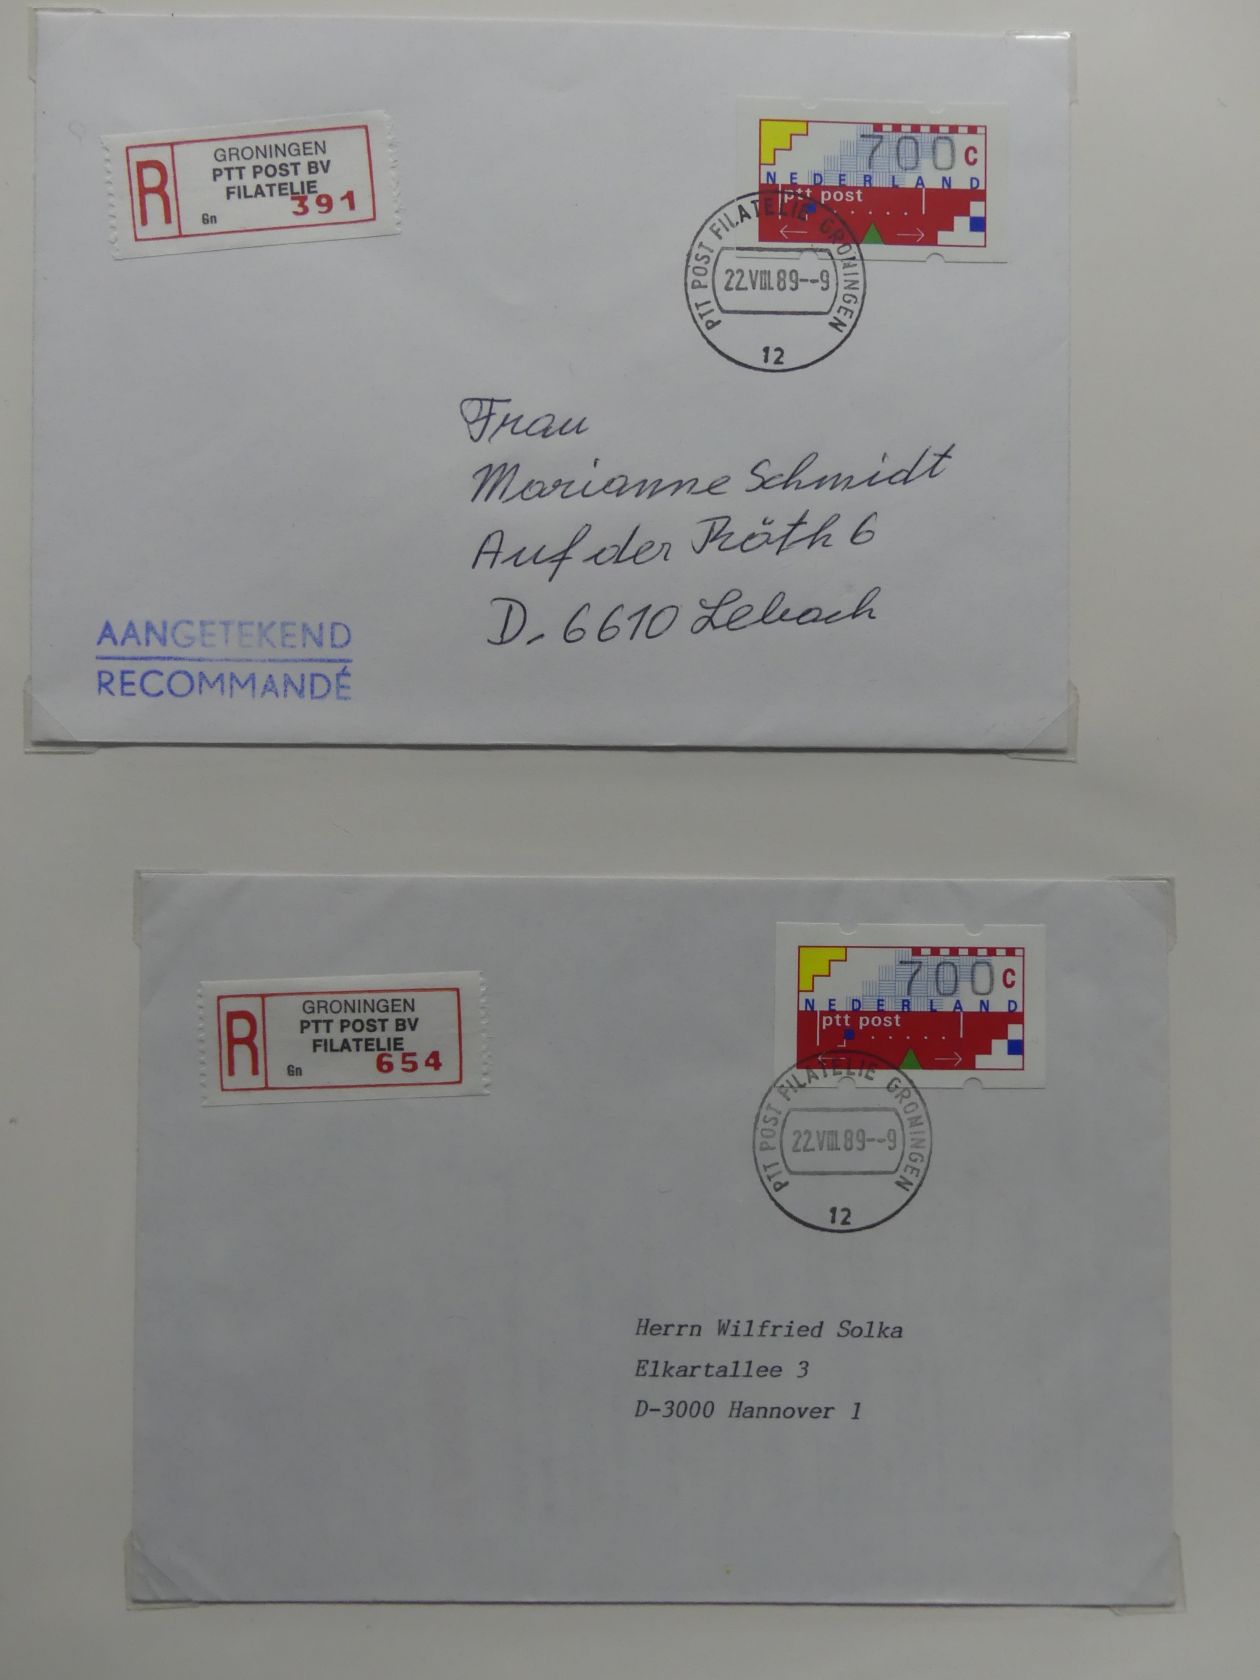 R
GRONINGEN
PTT POST BV
FILATELIE
Gn 391
700 C
NEDERLAND
ptt post
PTT POST FILATELIE GRONINGEN
22.VIII.89--9
12
Frau
Marianne Schmidt
Auf der Röth 6
D. 6610 Lebach
AANGETEKEND
RECOMMANDÉ
R
GRONINGEN
PTT POST BV
FILATELIE
Gn 654
700 C
NEDERLAND
ptt post
PTT POST FILATELIE GRONINGEN
22.VIII.89--9
12
Herrn Wilfried Solka
Elkartallee 3
D-3000 Hannover 1